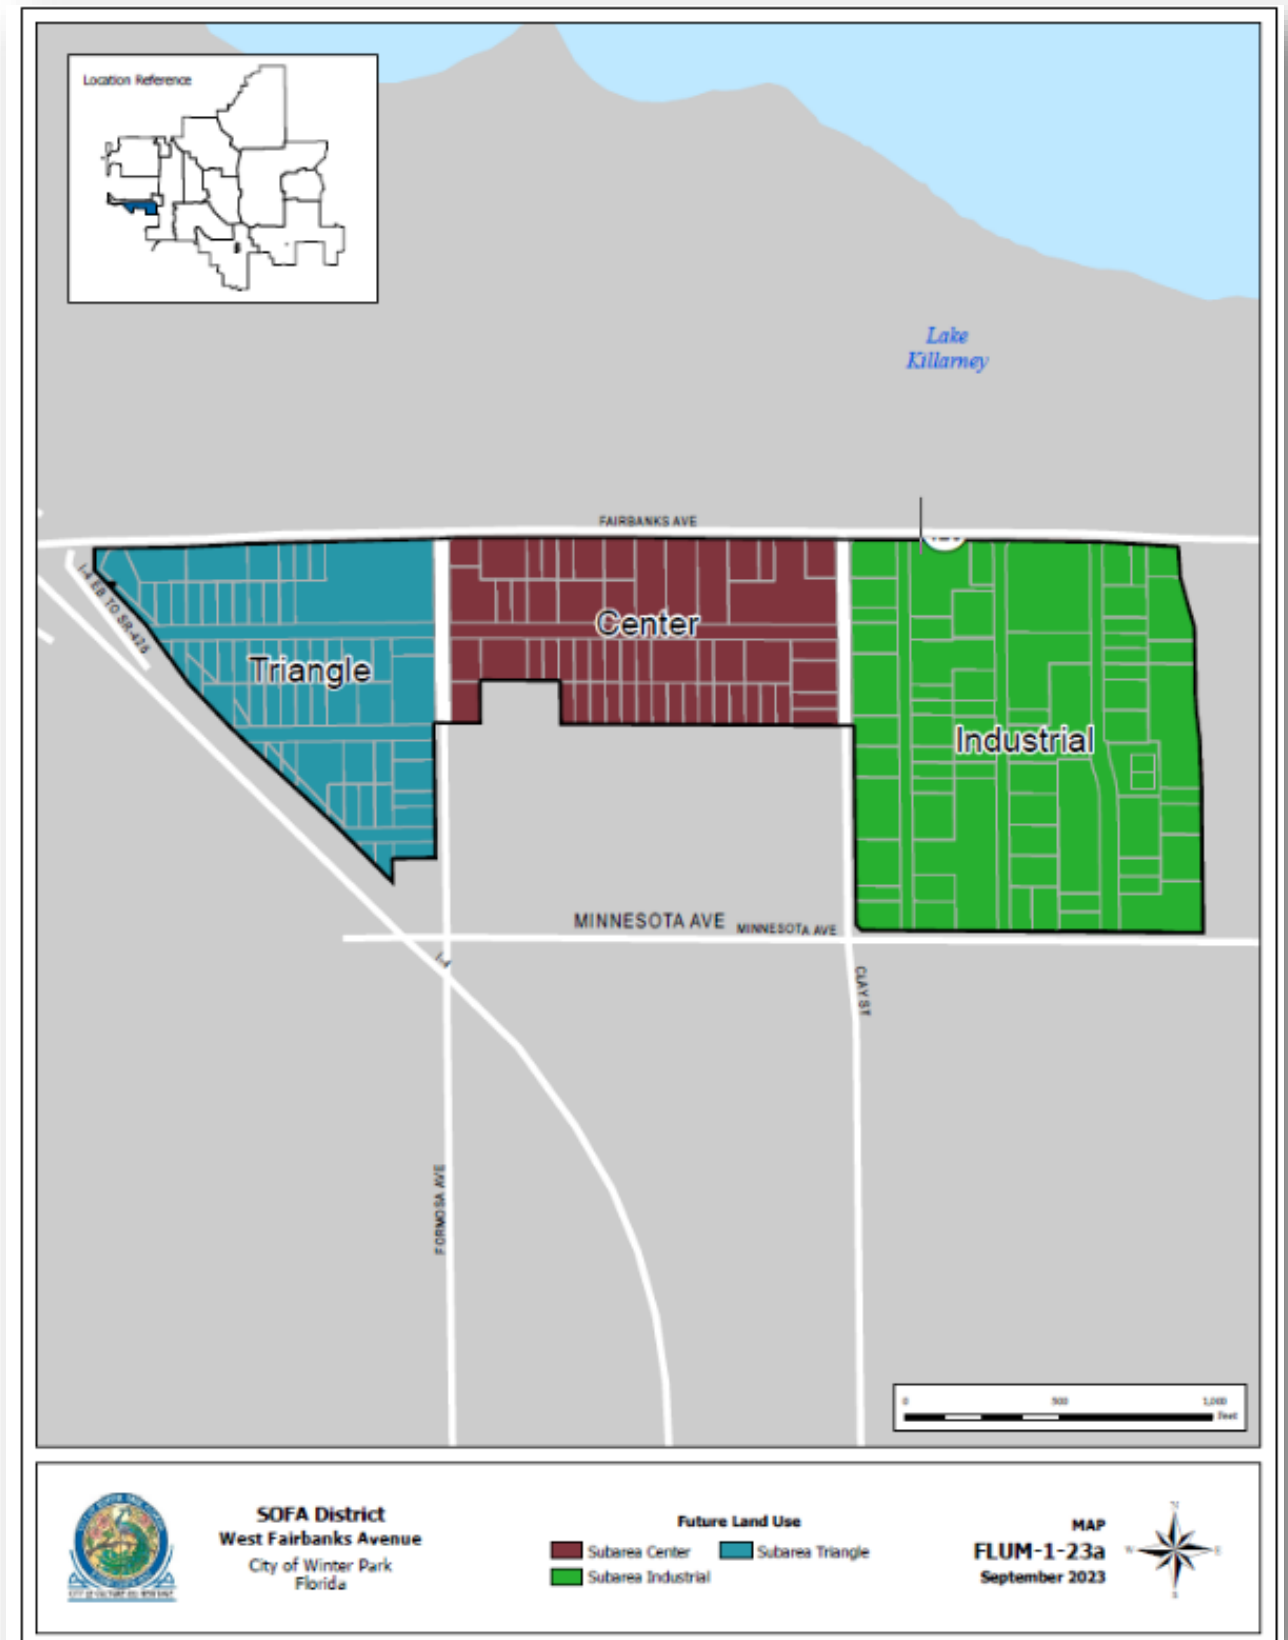 Location Reference
Lake
Killarney
FAIRBANKS AVE
I-4 EB TO SR-426
Triangle
Center
Industrial
MINNESOTA AVE
MINNESOTA AVE
I-4
CLAY ST
FORMOSA AVE
0 500 1,000
Feet
SOFA District
West Fairbanks Avenue
City of Winter Park
Florida
Future Land Use
Subarea Center
Subarea Triangle
Subarea Industrial
MAP
FLUM-1-23a
September 2023
N
W E
S